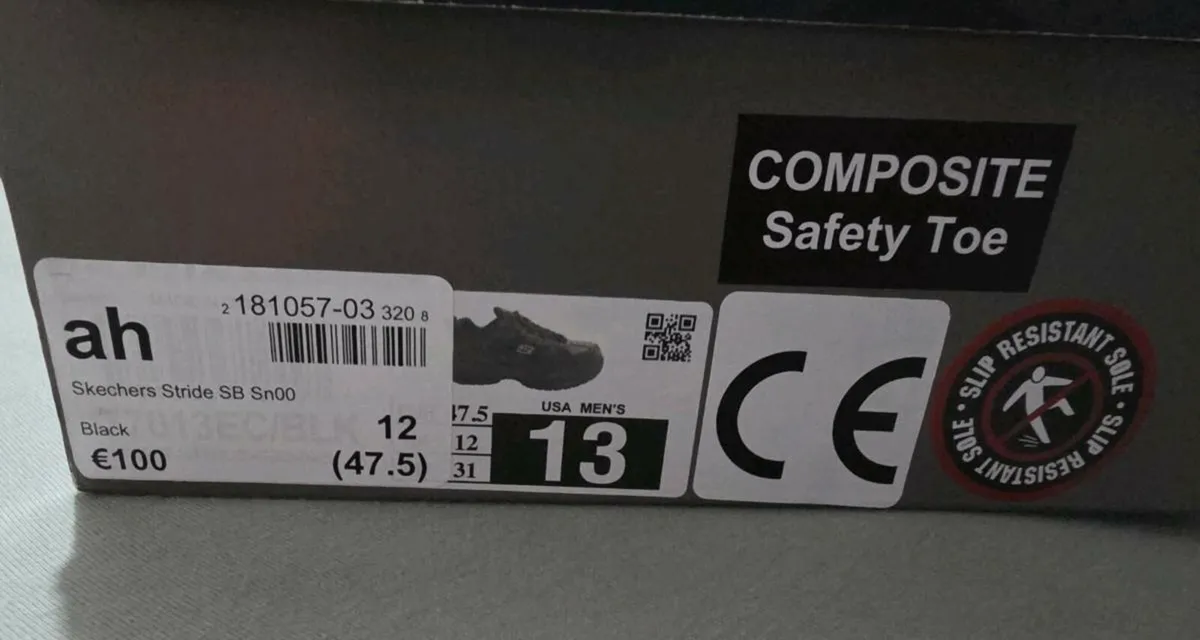 COMPOSITE
Safety Toe
ah
2 181057-03 320 8
Skechers Stride SB Sn00
Black
12
€100
(47.5)
47.5
12
31
USA MEN'S
13
CE
SLIP RESISTANT SOLE • SLIP RESISTANT SOLE •